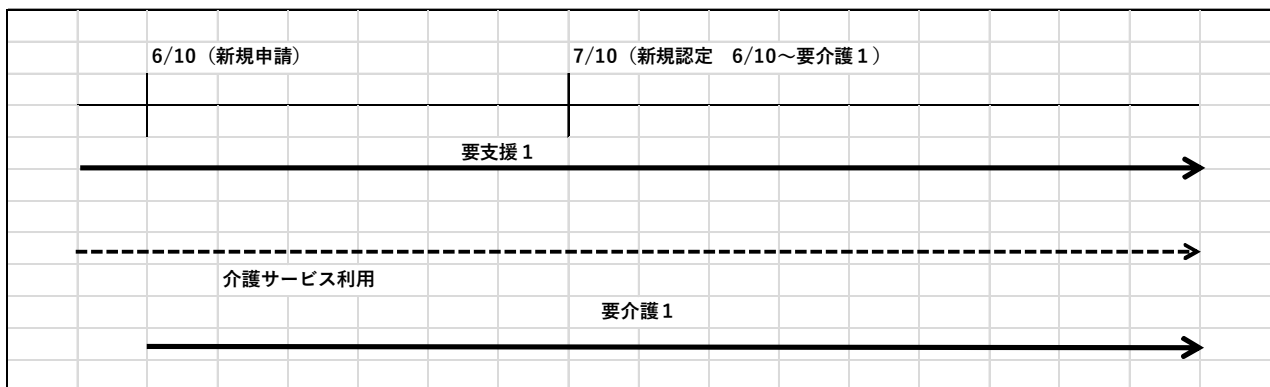 6/10（新規申請）
7/10（新規認定　6/10～要介護１）
要支援１
介護サービス利用
要介護１